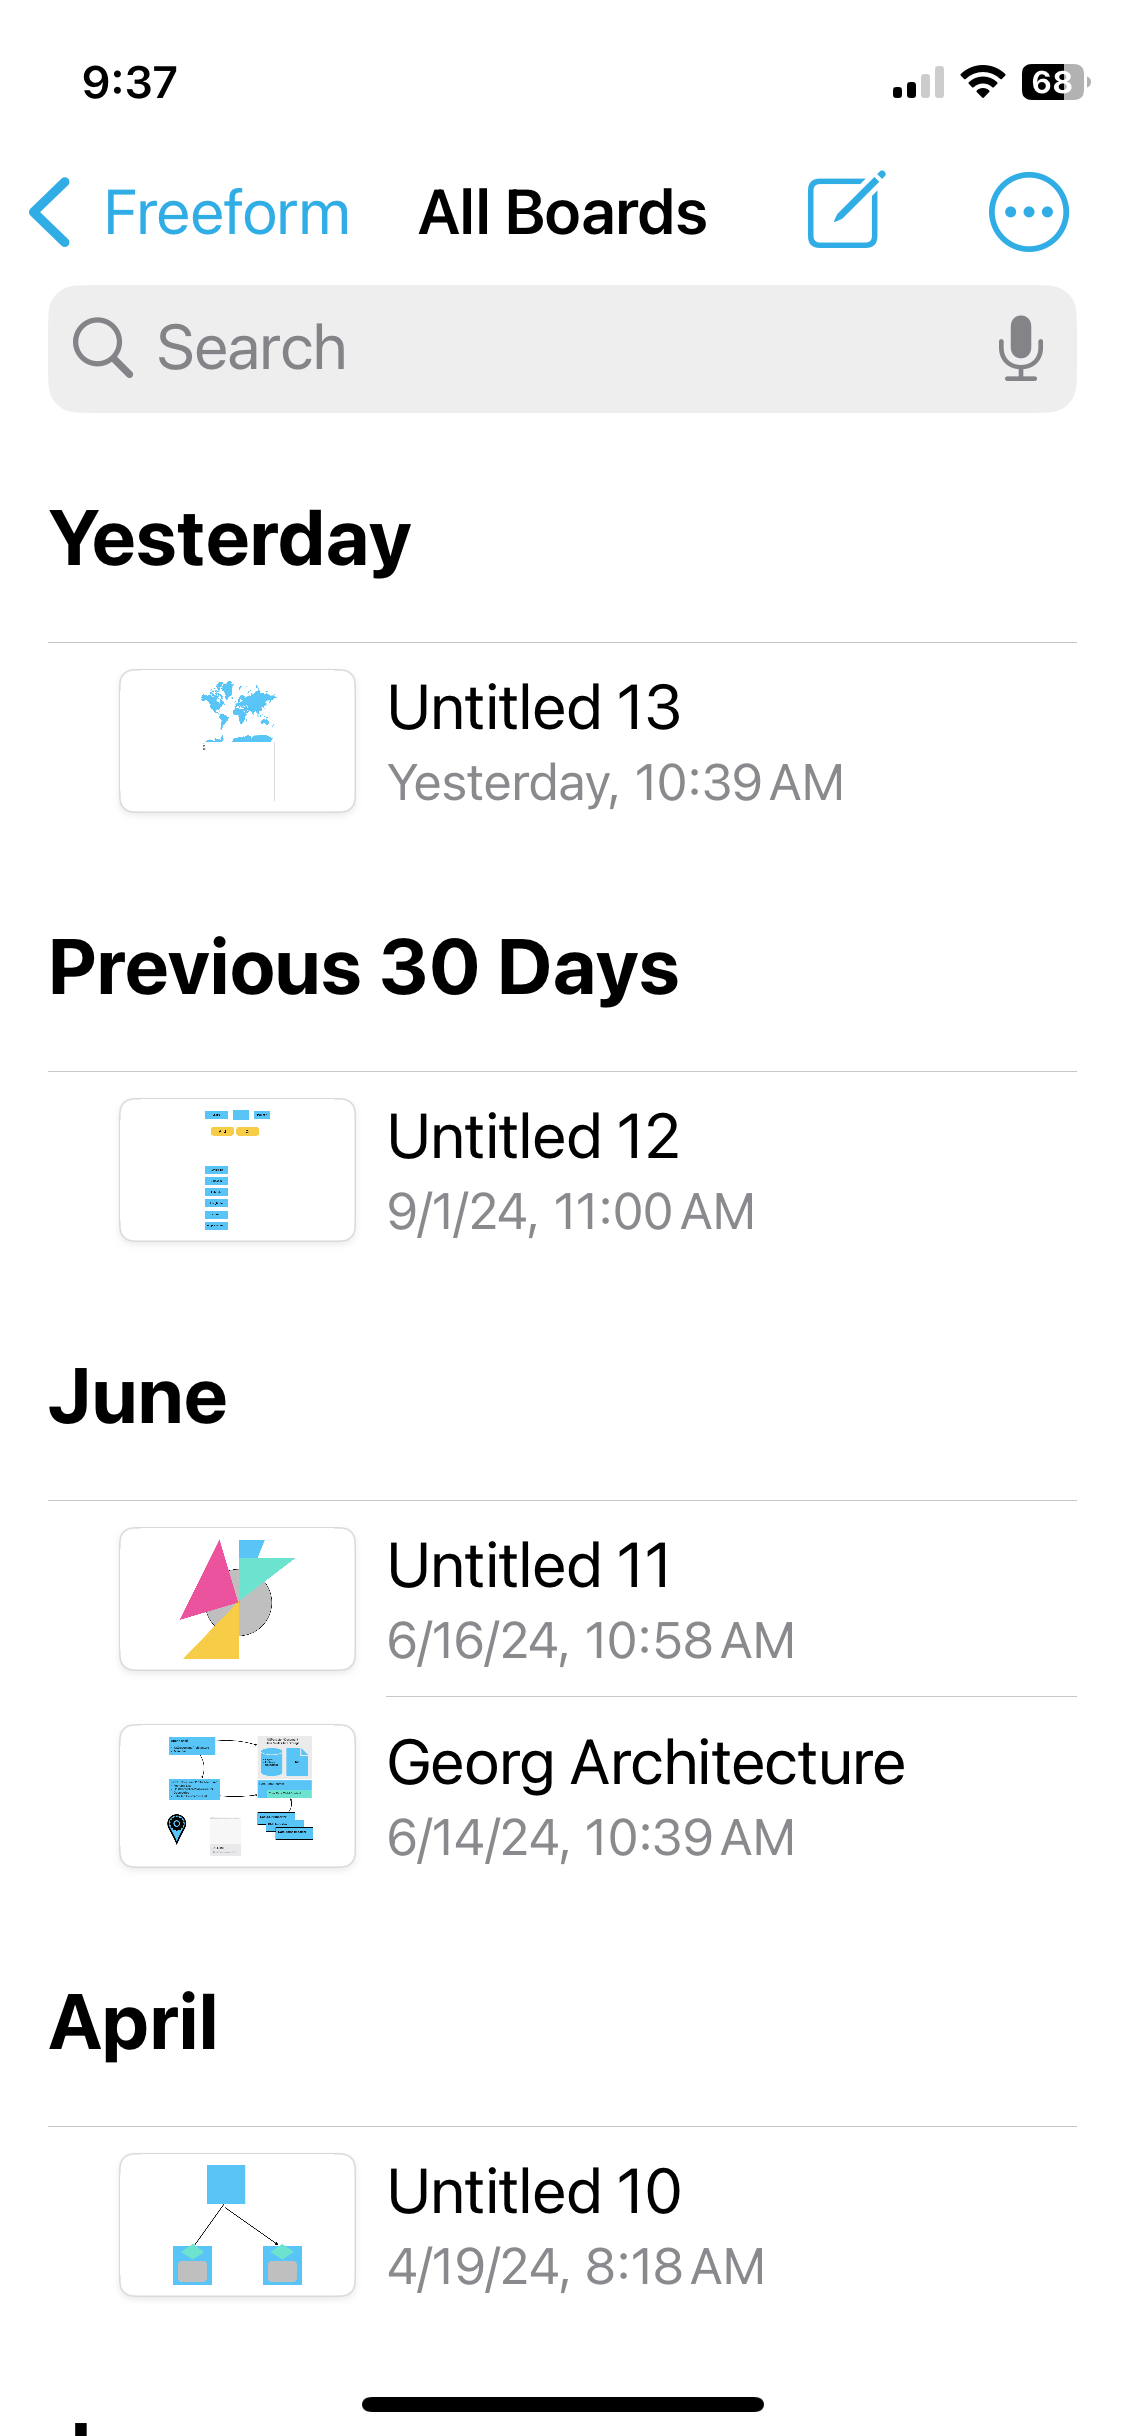 9:37
68
Freeform
All Boards
Search
Yesterday
Untitled 13
Yesterday, 10:39 AM
Previous 30 Days
Untitled 12
9/1/24, 11:00 AM
June
Untitled 11
6/16/24, 10:58 AM
Georg Architecture
6/14/24, 10:39 AM
April
Untitled 10
4/19/24, 8:18 AM